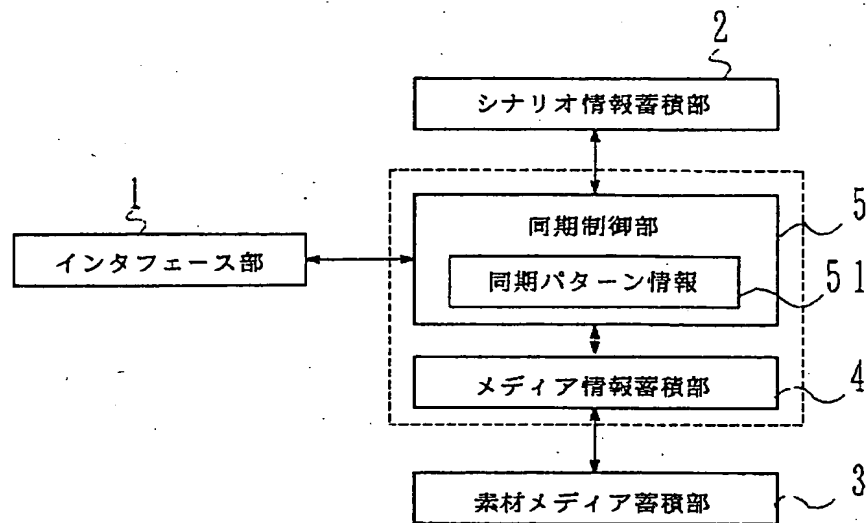 2
シナリオ情報蓄積部
1
インタフェース部
同期制御部
5
同期パターン情報
51
メディア情報蓄積部
4
素材メディア蓄積部
3